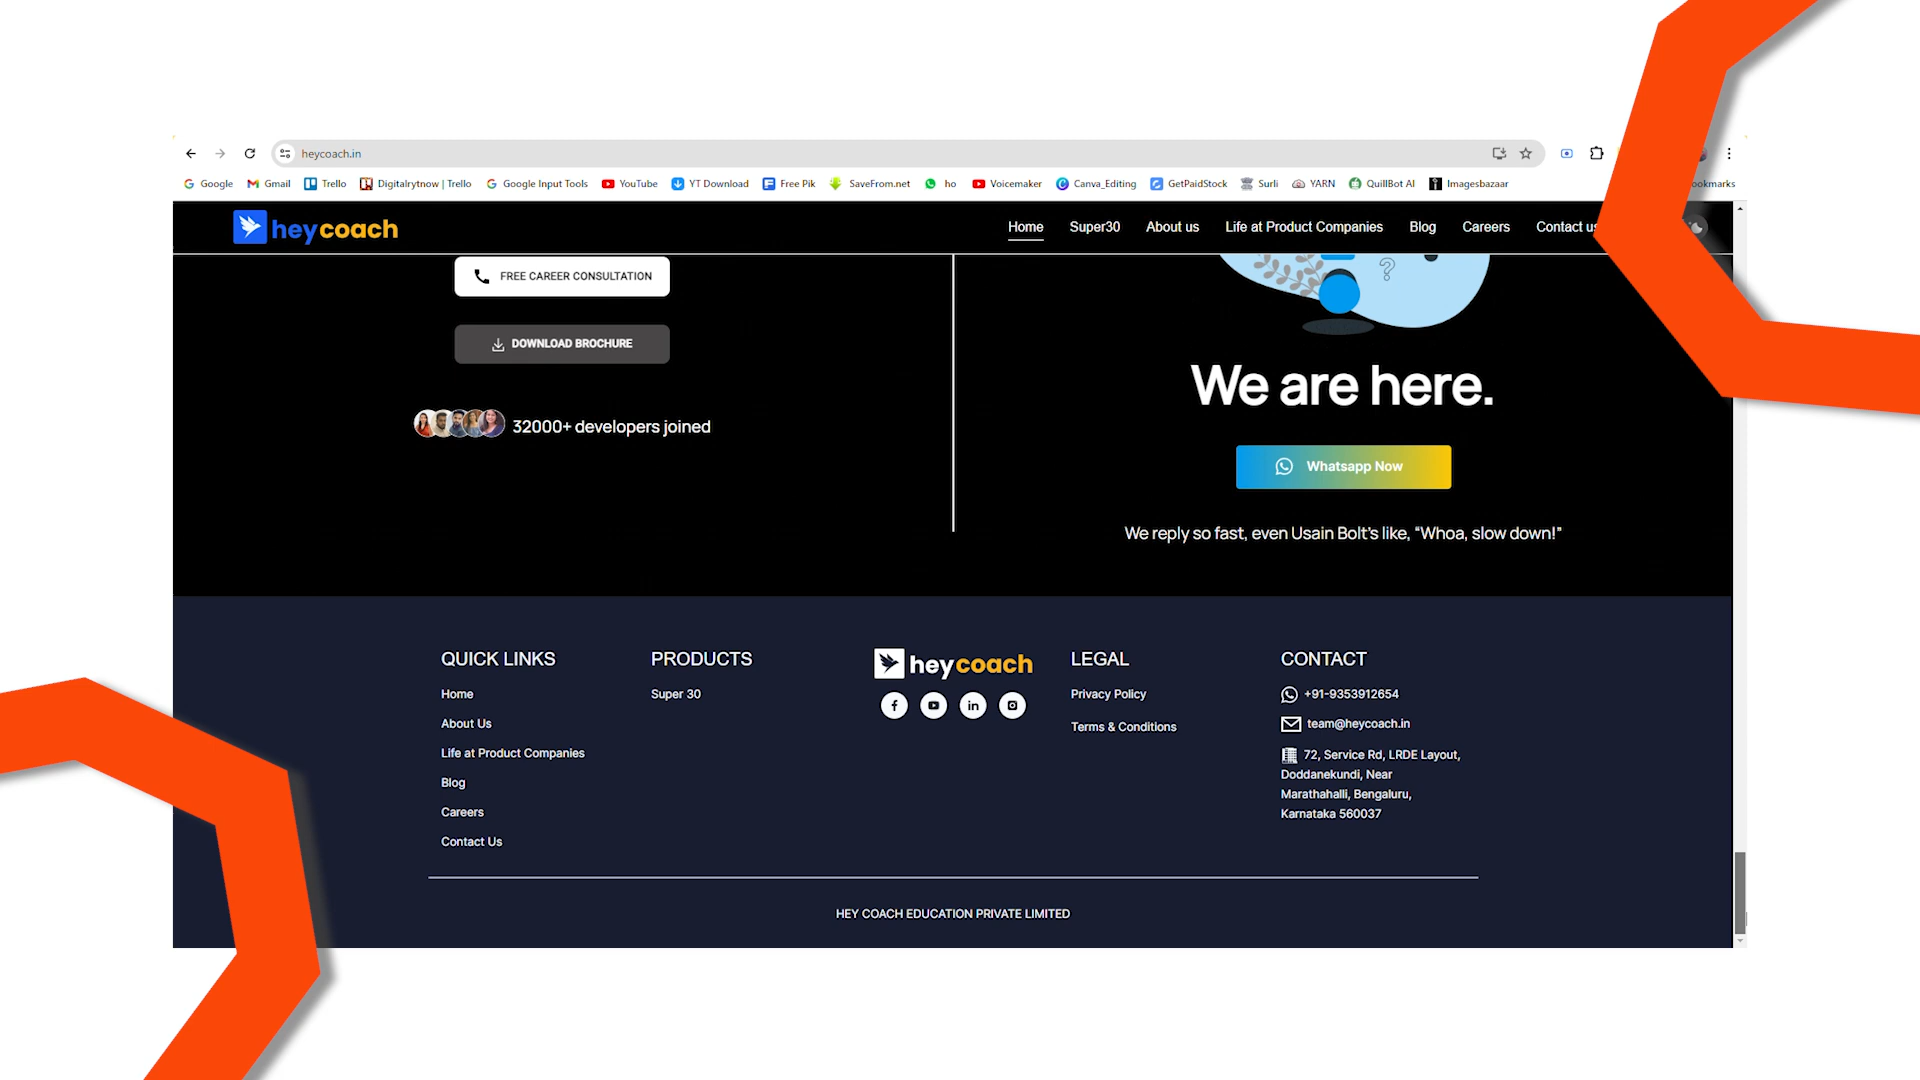 heycoach.in
Google Gmail Trello Digitalrytnow | Trello Google Input Tools YouTube YT Download Free Pik SaveFrom.net ho Voicemaker Canva_Editing GetPaidStock Surli YARN QuillBot AI Imagesbazaar
heycoach Home Super30 About us Life at Product Companies Blog Careers Contact
FREE CAREER CONSULTATION
DOWNLOAD BROCHURE
32000+ developers joined
?
We are here.
Whatsapp Now
We reply so fast, even Usain Bolt's like, “Whoa, slow down!”
QUICK LINKS
Home
About Us
Life at Product Companies
Blog
Careers
Contact Us
PRODUCTS
Super 30
heycoach
LEGAL
Privacy Policy
Terms & Conditions
CONTACT
+91-9353912654
team@heycoach.in
72, Service Rd, LRDE Layout,
Doddanekundi, Near
Marathahalli, Bengaluru,
Karnataka 560037
HEY COACH EDUCATION PRIVATE LIMITED